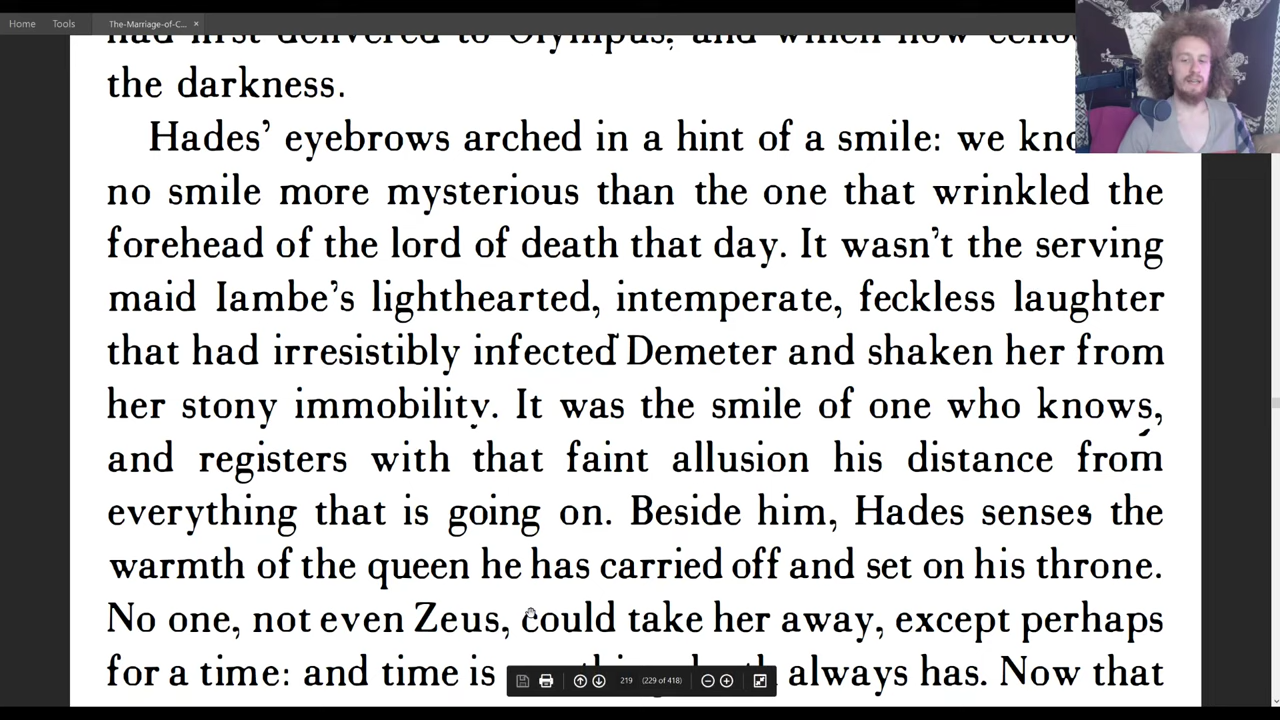 Home Tools The-Marriage-of-C... ×
the darkness.
Hades’ eyebrows arched in a hint of a smile: we
no smile more mysterious than the one that wrinkled the
forehead of the lord of death that day. It wasn’t the serving
maid Iambe’s lighthearted, intemperate, feckless laughter
that had irresistibly infected Demeter and shaken her from
her stony immobility. It was the smile of one who knows,
and registers with that faint allusion his distance from
everything that is going on. Beside him, Hades senses the
warmth of the queen he has carried off and set on his throne.
No one, not even Zeus, could take her away, except perhaps
for a time: and time is always has. Now that
219 (229 of 418)